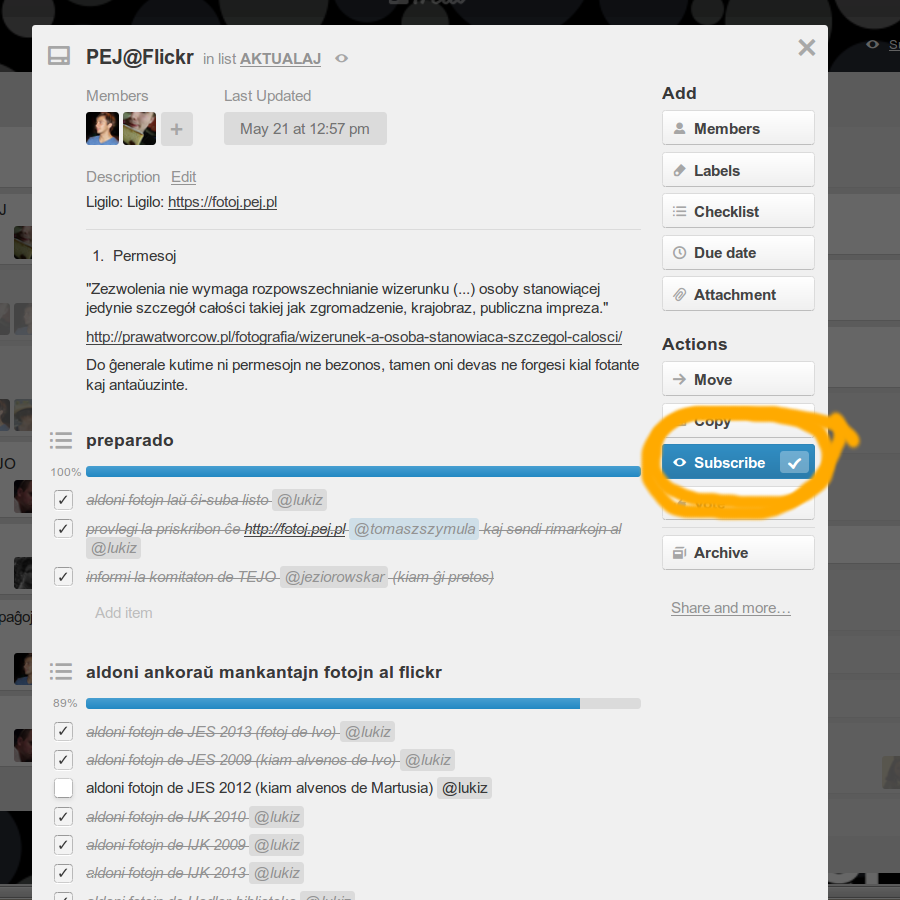 PEJ@Flickr in list AKTUALAJ
Members
Last Updated
+
May 21 at 12:57 pm
Description Edit
Ligilo: Ligilo: https://fotoj.pej.pl
1. Permesoj
"Zezwolenia nie wymaga rozpowszechnianie wizerunku (...) osoby stanowiącej
jedynie szczegół całości takiej jak zgromadzenie, krajobraz, publiczna impreza."
http://prawatworcow.pl/fotografia/wizerunek-a-osoba-stanowiaca-szczegol-calosci/
Do ĝenerale kutime ni permesojn ne bezonos, tamen oni devas ne forgesi kial fotante
kaj antaŭuzinte.
preparado
100%
aldoni fotojn laŭ ĉi-suba listo @lukiz
provlegi la priskribon ĉe http://fotoj.pej.pl @tomaszszymula kaj sendi rimarkojn al
@lukiz
informi la komitaton de TEJO @jeziorowskar (kiam ĝi pretos)
Add item
aldoni ankoraŭ mankantajn fotojn al flickr
89%
aldoni fotojn de JES 2013 (fotoj de Ivo) @lukiz
aldoni fotojn de JES 2009 (kiam alvenos de Ivo) @lukiz
aldoni fotojn de JES 2012 (kiam alvenos de Martusia) @lukiz
aldoni fotojn de IJK 2010 @lukiz
aldoni fotojn de IJK 2009 @lukiz
aldoni fotojn de IJK 2013 @lukiz
Add
Members
Labels
Checklist
Due date
Attachment
Actions
Move
Copy
Subscribe
Vote
Archive
Share and more…